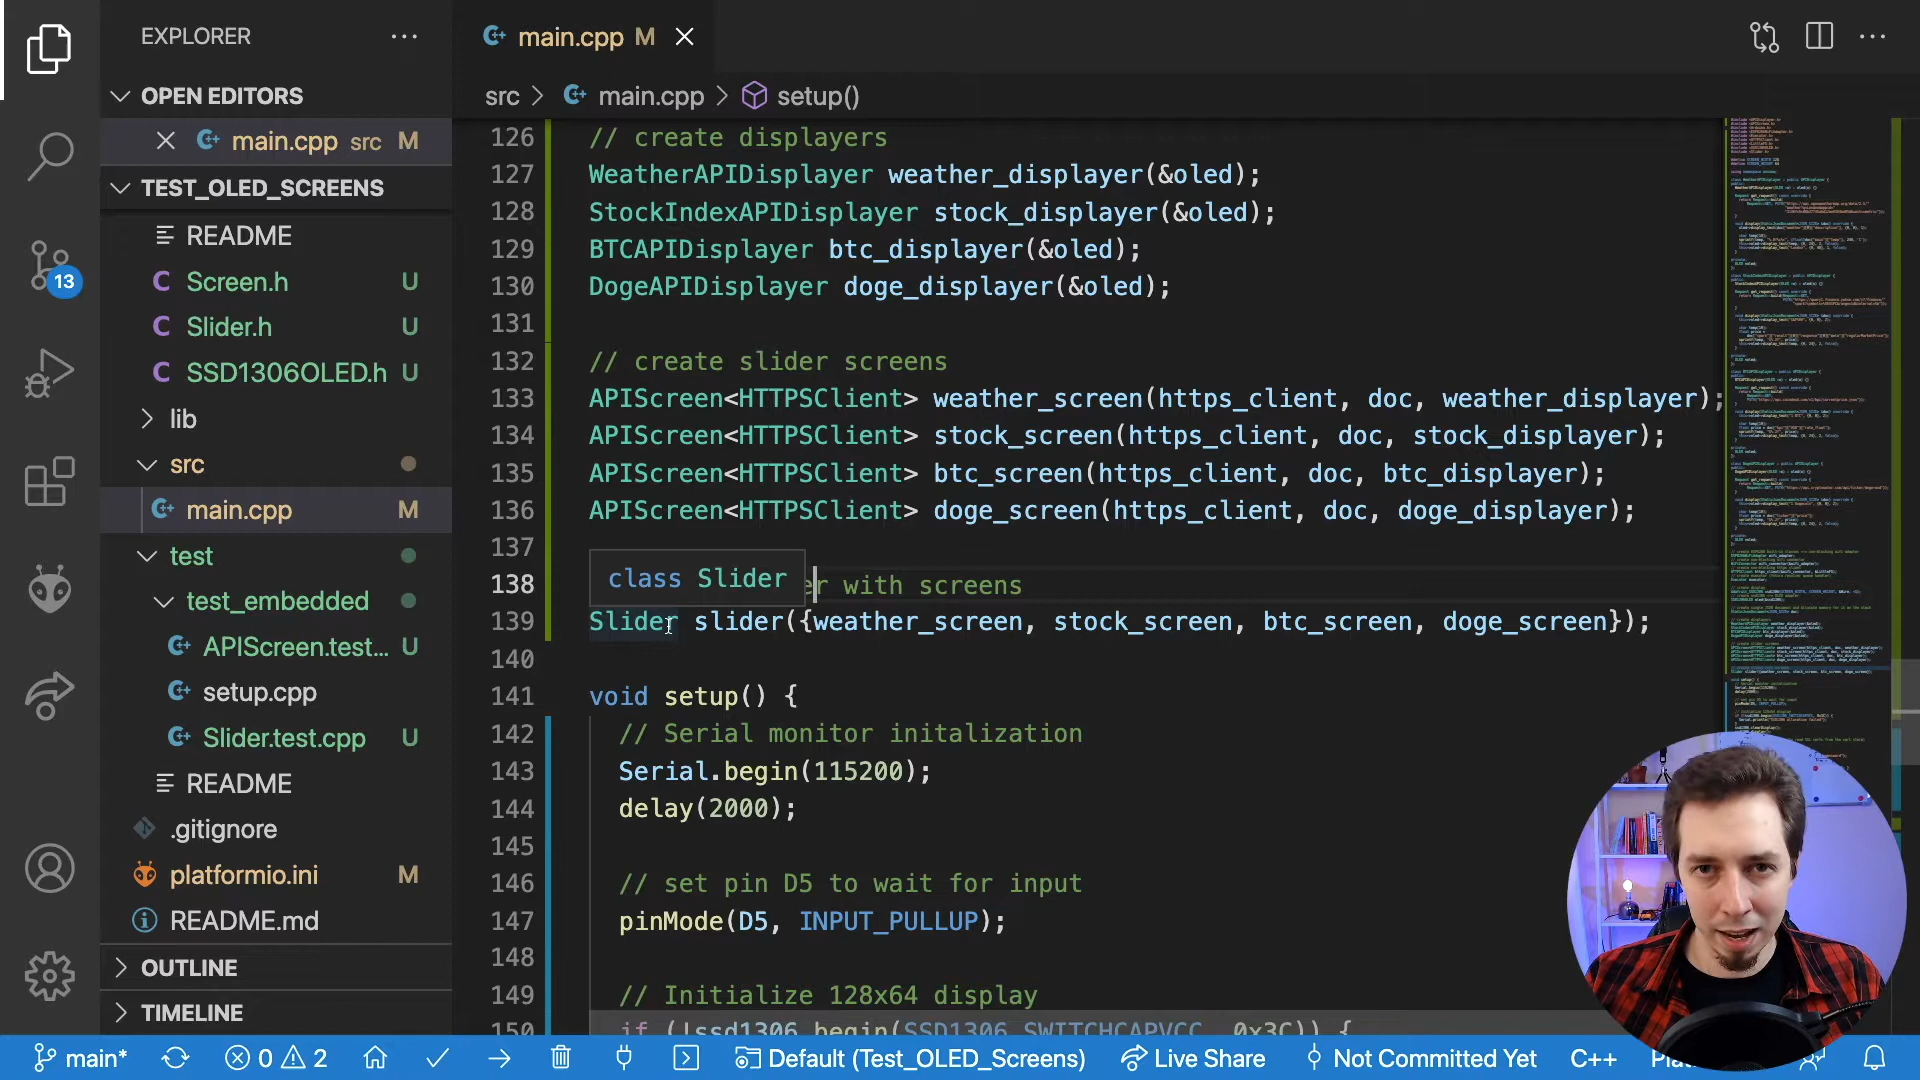 EXPLORER
OPEN EDITORS
main.cpp src M
TEST_OLED_SCREENS
README
Screen.h U
Slider.h U
SSD1306OLED.h U
lib
src
main.cpp M
test
test_embedded
APIScreen.test... U
setup.cpp
Slider.test.cpp U
README
.gitignore
platformio.ini M
README.md
OUTLINE
TIMELINE
13
main.cpp M
src > main.cpp > setup()
126 // create displayers
127 WeatherAPIDisplayer weather_displayer(&oled);
128 StockIndexAPIDisplayer stock_displayer(&oled);
129 BTCAPIDisplayer btc_displayer(&oled);
130 DogeAPIDisplayer doge_displayer(&oled);
131
132 // create slider screens
133 APIScreen<HTTPSClient> weather_screen(https_client, doc, weather_displayer);
134 APIScreen<HTTPSClient> stock_screen(https_client, doc, stock_displayer);
135 APIScreen<HTTPSClient> btc_screen(https_client, doc, btc_displayer);
136 APIScreen<HTTPSClient> doge_screen(https_client, doc, doge_displayer);
137
class Slider
138 er with screens
139 Slider slider({weather_screen, stock_screen, btc_screen, doge_screen});
140
141 void setup() {
142 // Serial monitor initalization
143 Serial.begin(115200);
144 delay(2000);
145
146 // set pin D5 to wait for input
147 pinMode(D5, INPUT_PULLUP);
148
149 // Initialize 128x64 display
150 if (!ssd1306.begin(SSD1306_SWITCHCAPVCC, 0x3C)) {
main* 0 2 Default (Test_OLED_Screens) Live Share Not Committed Yet C++